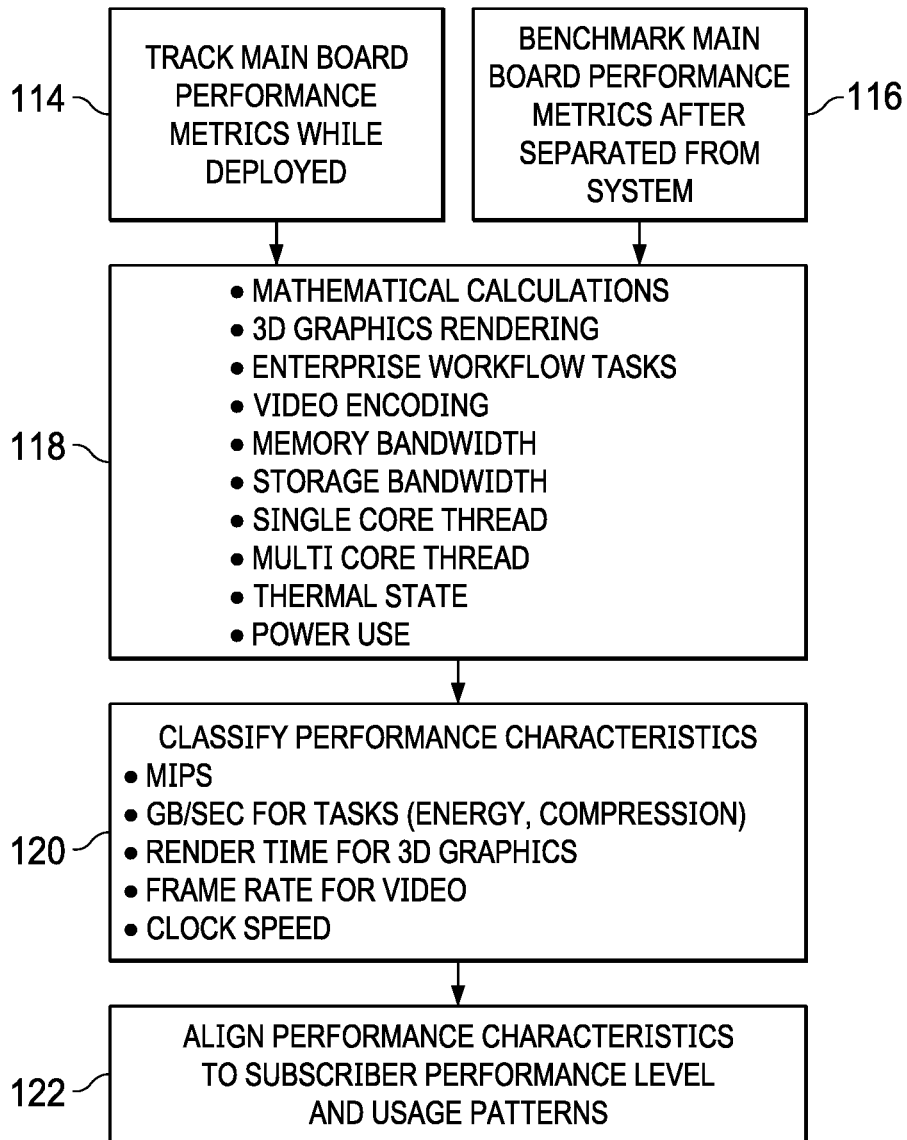 TRACK MAIN BOARD
PERFORMANCE
METRICS WHILE
DEPLOYED
114
BENCHMARK MAIN
BOARD PERFORMANCE
METRICS AFTER
SEPARATED FROM
SYSTEM
116
• MATHEMATICAL CALCULATIONS
• 3D GRAPHICS RENDERING
• ENTERPRISE WORKFLOW TASKS
• VIDEO ENCODING
• MEMORY BANDWIDTH
• STORAGE BANDWIDTH
• SINGLE CORE THREAD
• MULTI CORE THREAD
• THERMAL STATE
• POWER USE
118
CLASSIFY PERFORMANCE CHARACTERISTICS
• MIPS
• GB/SEC FOR TASKS (ENERGY, COMPRESSION)
• RENDER TIME FOR 3D GRAPHICS
• FRAME RATE FOR VIDEO
• CLOCK SPEED
120
ALIGN PERFORMANCE CHARACTERISTICS
TO SUBSCRIBER PERFORMANCE LEVEL
AND USAGE PATTERNS
122